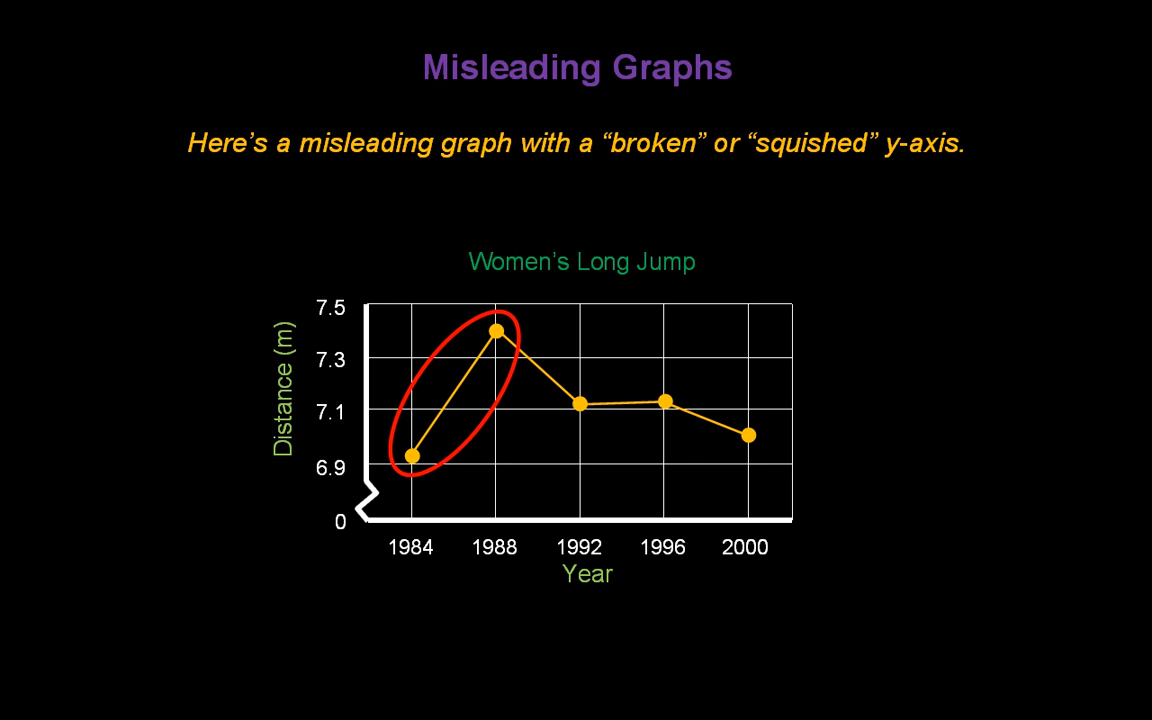 Misleading Graphs
Here’s a misleading graph with a “broken” or “squished” y-axis.
Women’s Long Jump
Distance (m)
7.5
7.3
7.1
6.9
0
1984 1988 1992 1996 2000
Year